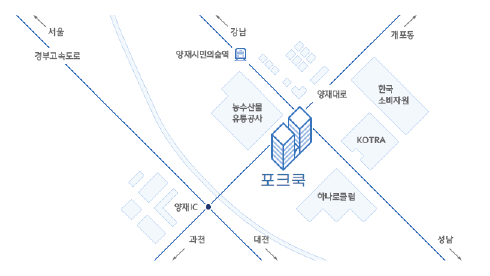 서울
강남
개포동
경부고속도로
양재시민의숲역
양재대로
한국
소비자원
농수산물
유통공사
KOTRA
포크쿡
하나로클럽
양재IC
과천
대전
성남